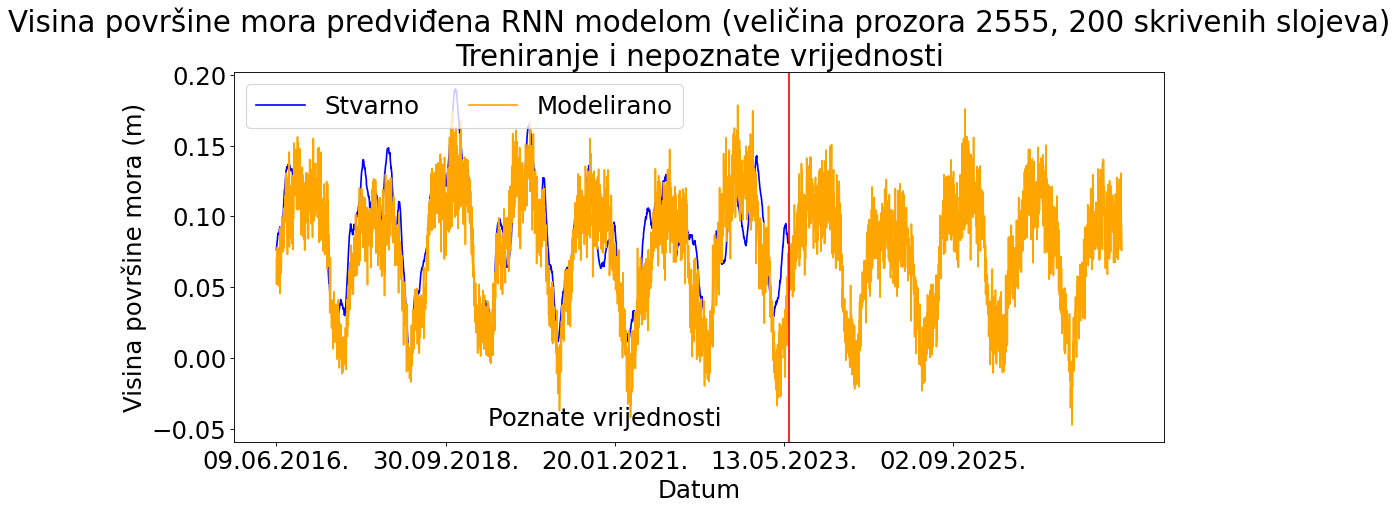 Visina površine mora predviđena RNN modelom (veličina prozora 2555, 200 skrivenih slojeva)
Treniranje i nepoznate vrijednosti
Stvarno Modelirano
Visina površine mora (m)
0.20
0.15
0.10
0.05
0.00
−0.05
Poznate vrijednosti
09.06.2016. 30.09.2018. 20.01.2021. 13.05.2023. 02.09.2025.
Datum